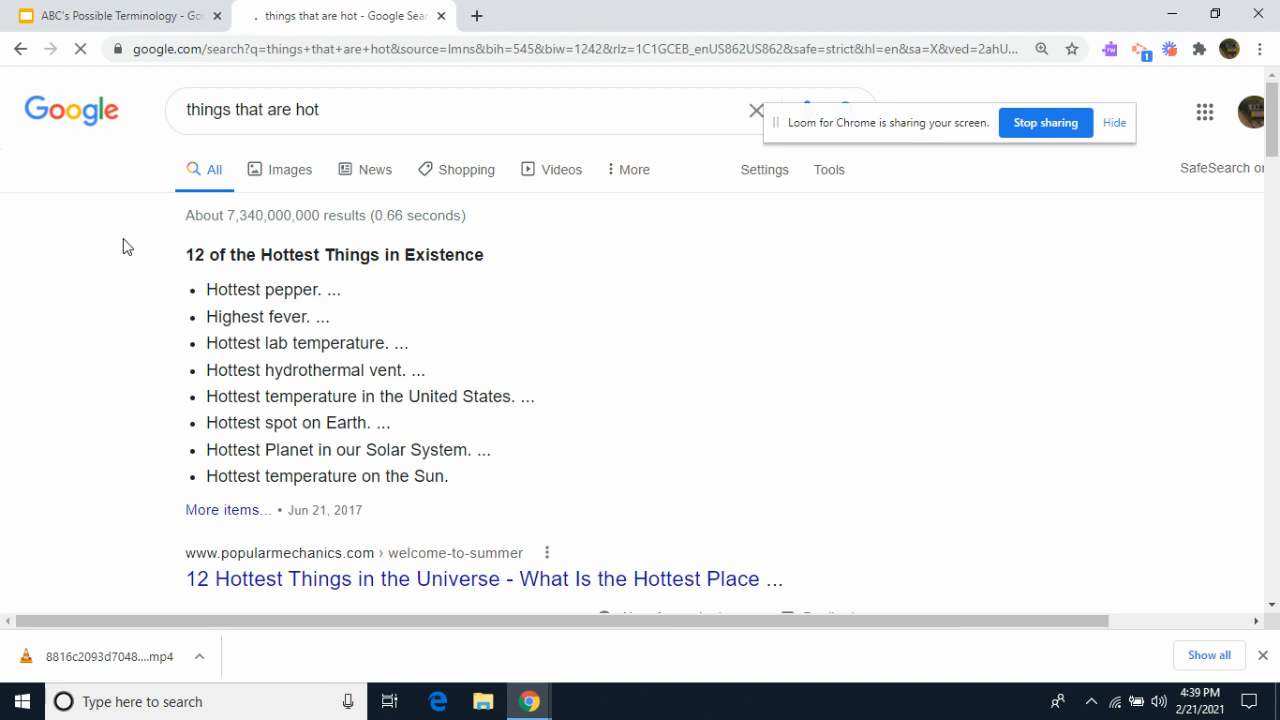 ABC's Possible Terminology - Go
things that are hot - Google Sear
google.com/search?q=things+that+are+hot&source=lmns&bih=545&biw=1242&rlz=1C1GCEB_enUS862US862&safe=strict&hl=en&sa=X&ved=2ahU...
Google
things that are hot
Loom for Chrome is sharing your screen.
Stop sharing
Hide
All
Images
News
Shopping
Videos
More
Settings
Tools
SafeSearch on
About 7,340,000,000 results (0.66 seconds)
12 of the Hottest Things in Existence
Hottest pepper. ...
Highest fever. ...
Hottest lab temperature. ...
Hottest hydrothermal vent. ...
Hottest temperature in the United States. ...
Hottest spot on Earth. ...
Hottest Planet in our Solar System. ...
Hottest temperature on the Sun.
More items... • Jun 21, 2017
www.popularmechanics.com › welcome-to-summer
12 Hottest Things in the Universe - What Is the Hottest Place ...
8816c2093d7048....mp4
Show all
Type here to search
4:39 PM
2/21/2021